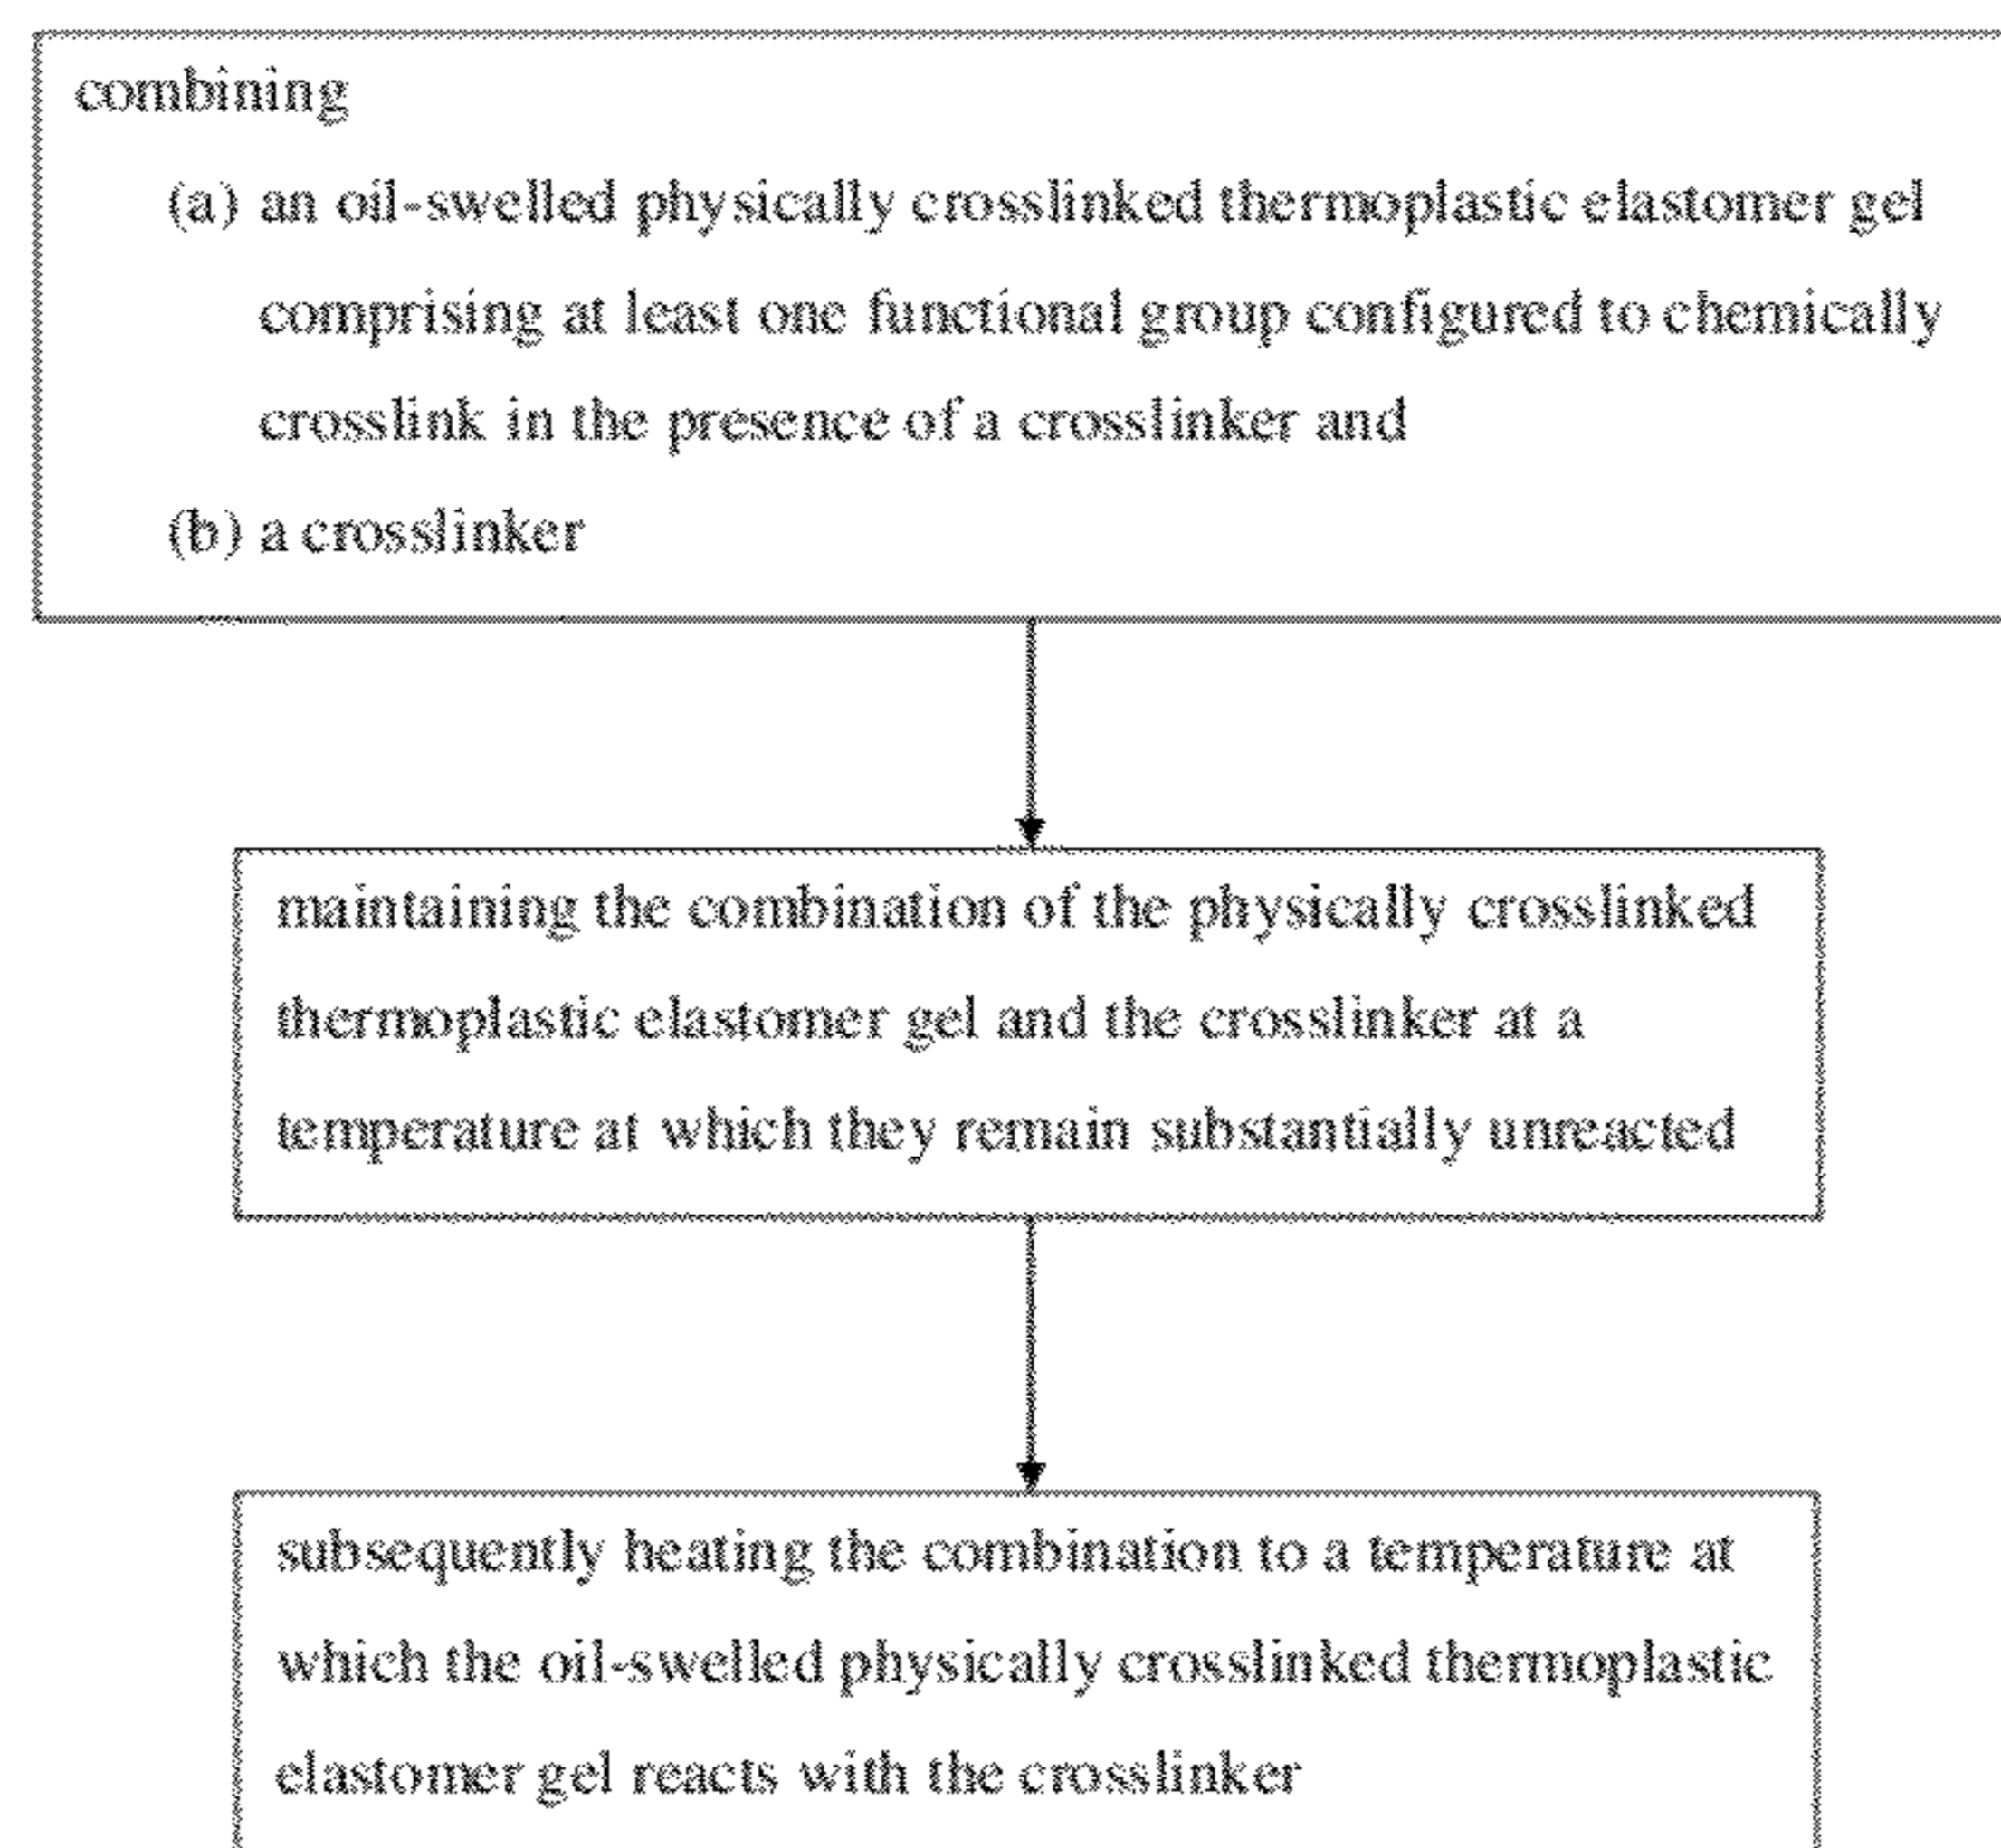 combining
(a) an oil-swelled physically crosslinked thermoplastic elastomer gel
comprising at least one functional group configured to chemically
crosslink in the presence of a crosslinker and
(b) a crosslinker
maintaining the combination of the physically crosslinked
thermoplastic elastomer gel and the crosslinker at a
temperature at which they remain substantially unreacted
subsequently heating the combination to a temperature at
which the oil-swelled physically crosslinked thermoplastic
elastomer gel reacts with the crosslinker